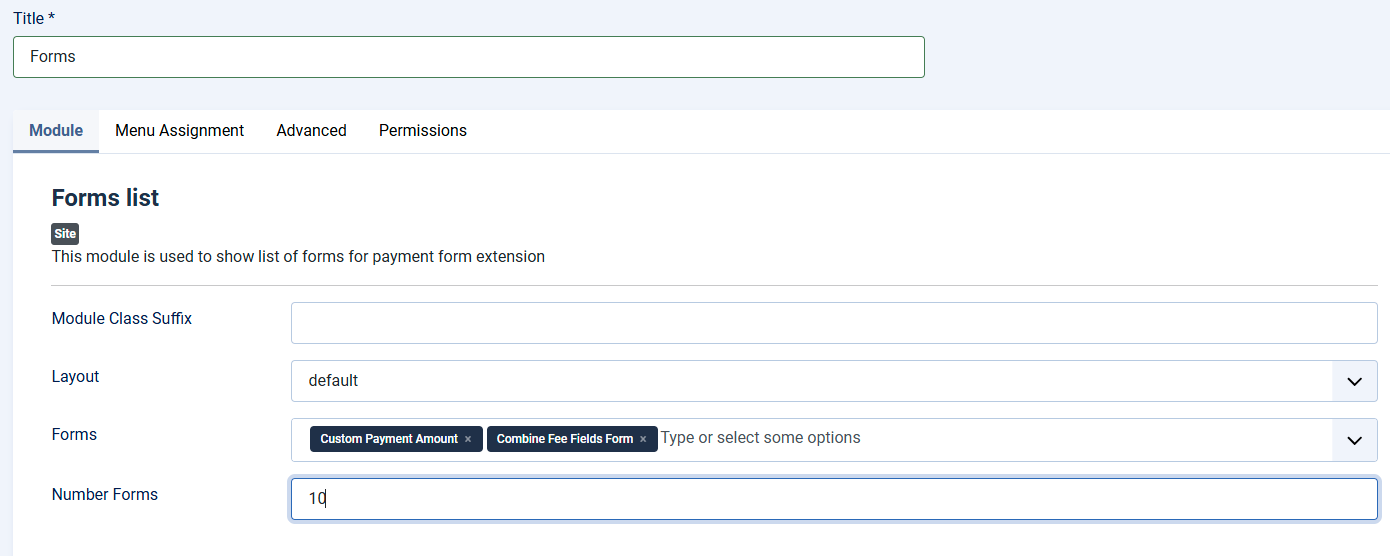 Title *
Forms
Module Menu Assignment Advanced Permissions
Forms list
Site
This module is used to show list of forms for payment form extension
Module Class Suffix
Layout default
Forms Custom Payment Amount × Combine Fee Fields Form × Type or select some options
Number Forms 10